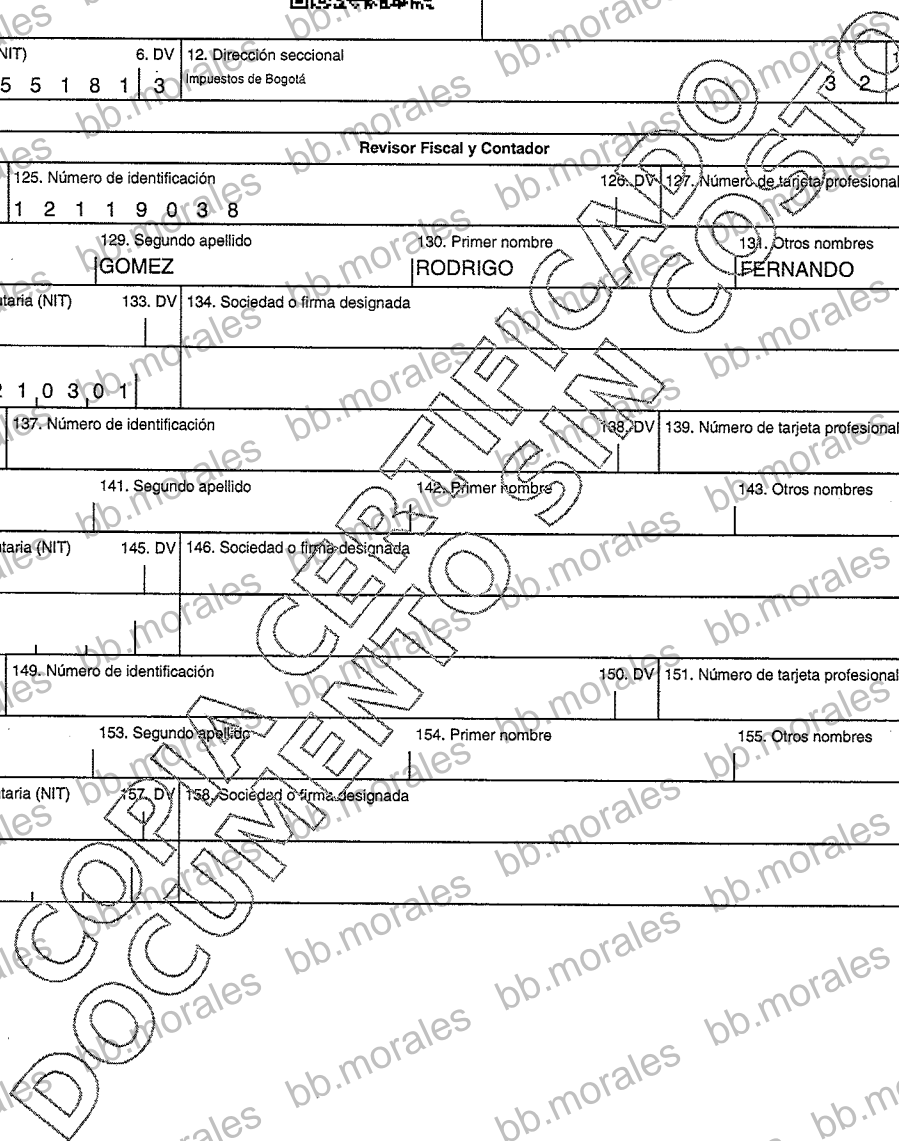 NIT) 6. DV 12. Dirección seccional
5 5 1 8 1 3 Impuestos de Bogotá 3 2
Revisor Fiscal y Contador
125. Número de identificación 126. DV 127. Número de tarjeta profesional
1 2 1 1 9 0 3 8
129. Segundo apellido 130. Primer nombre 131. Otros nombres
GOMEZ RODRIGO FERNANDO
utaria (NIT) 133. DV 134. Sociedad o firma designada
2 1 0 3 0 1
137. Número de identificación 138. DV 139. Número de tarjeta profesional
141. Segundo apellido 142. Primer nombre 143. Otros nombres
taria (NIT) 145. DV 146. Sociedad o firma designada
149. Número de identificación 150. DV 151. Número de tarjeta profesional
153. Segundo apellido 154. Primer nombre 155. Otros nombres
taria (NIT) 157. DV 158. Sociedad o firma designada
COPIA CERTIFICADO
DOCUMENTO SIN COSTO
bb.morales